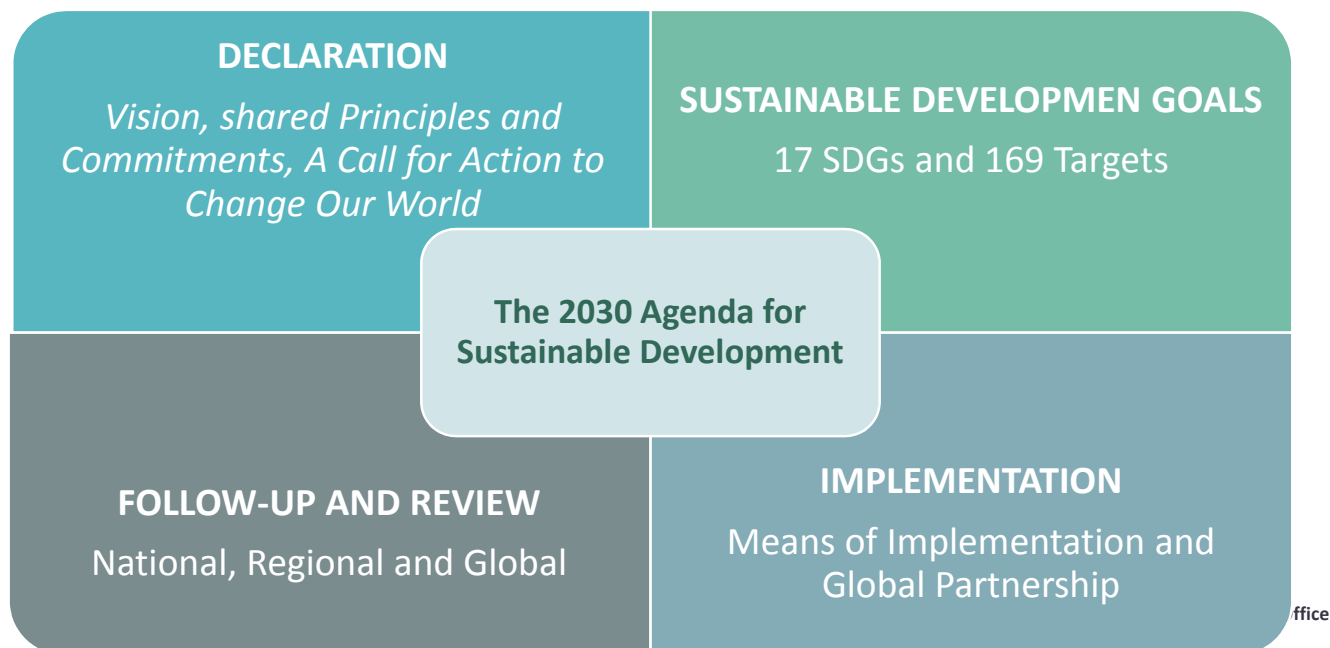 DECLARATION
Vision, shared Principles and
Commitments, A Call for Action to
Change Our World
SUSTAINABLE DEVELOPMEN GOALS
17 SDGs and 169 Targets
The 2030 Agenda for
Sustainable Development
FOLLOW-UP AND REVIEW
National, Regional and Global
IMPLEMENTATION
Means of Implementation and
Global Partnership
ffice